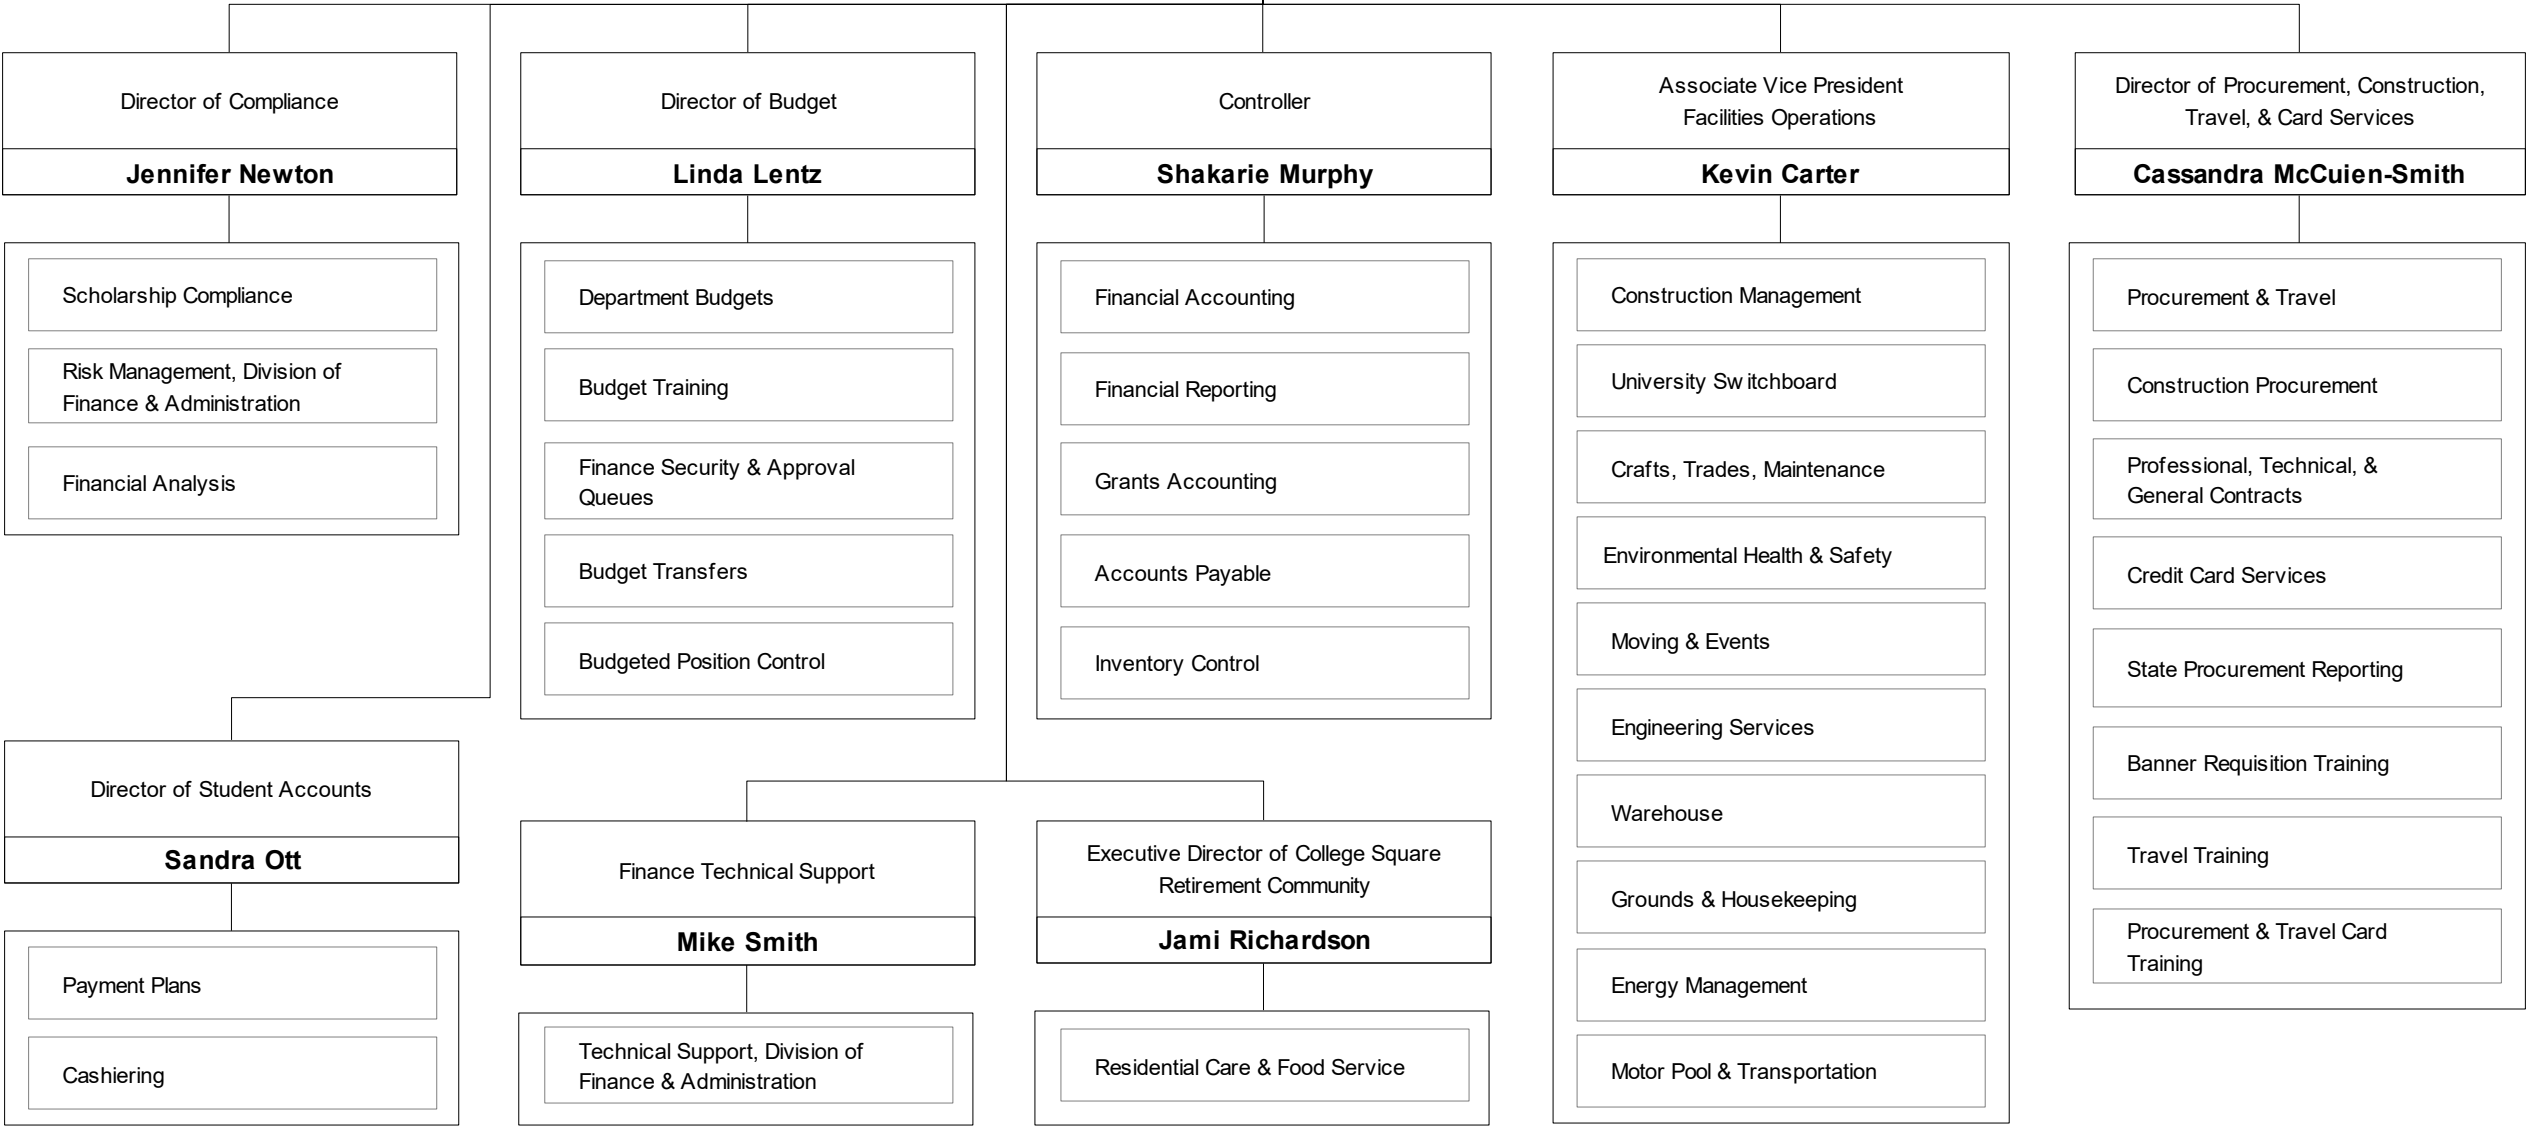 Director of Compliance
Jennifer Newton
Scholarship Compliance
Risk Management, Division of
Finance & Administration
Financial Analysis
Director of Student Accounts
Sandra Ott
Payment Plans
Cashiering
Director of Budget
Linda Lentz
Department Budgets
Budget Training
Finance Security & Approval
Queues
Budget Transfers
Budgeted Position Control
Finance Technical Support
Mike Smith
Technical Support, Division of
Finance & Administration
Controller
Shakarie Murphy
Financial Accounting
Financial Reporting
Grants Accounting
Accounts Payable
Inventory Control
Executive Director of College Square
Retirement Community
Jami Richardson
Residential Care & Food Service
Associate Vice President
Facilities Operations
Kevin Carter
Construction Management
University Switchboard
Crafts, Trades, Maintenance
Environmental Health & Safety
Moving & Events
Engineering Services
Warehouse
Grounds & Housekeeping
Energy Management
Motor Pool & Transportation
Director of Procurement, Construction,
Travel, & Card Services
Cassandra McCuien-Smith
Procurement & Travel
Construction Procurement
Professional, Technical, &
General Contracts
Credit Card Services
State Procurement Reporting
Banner Requisition Training
Travel Training
Procurement & Travel Card
Training